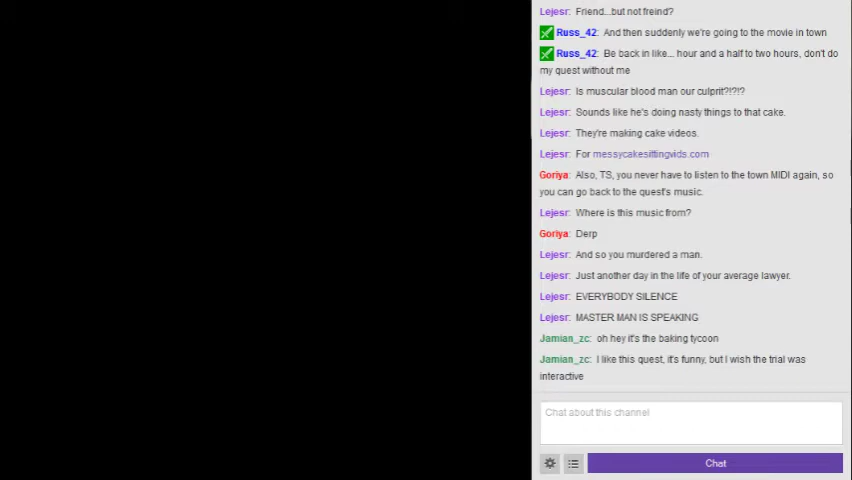 Lejesr: Friend...but not freind?
Russ_42: And then suddenly we're going to the movie in town
Russ_42: Be back in like... hour and a half to two hours, don't do
my quest without me
Lejesr: Is muscular blood man our culprit?!?!?
Lejesr: Sounds like he's doing nasty things to that cake.
Lejesr: They're making cake videos.
Lejesr: For messycakesittingvids.com
Goriya: Also, TS, you never have to listen to the town MIDI again, so
you can go back to the quest's music.
Lejesr: Where is this music from?
Goriya: Derp
Lejesr: And so you murdered a man.
Lejesr: Just another day in the life of your average lawyer.
Lejesr: EVERYBODY SILENCE
Lejesr: MASTER MAN IS SPEAKING
Jamian_zc: oh hey it's the baking tycoon
Jamian_zc: I like this quest, it's funny, but I wish the trial was
interactive
Chat about this channel
Chat